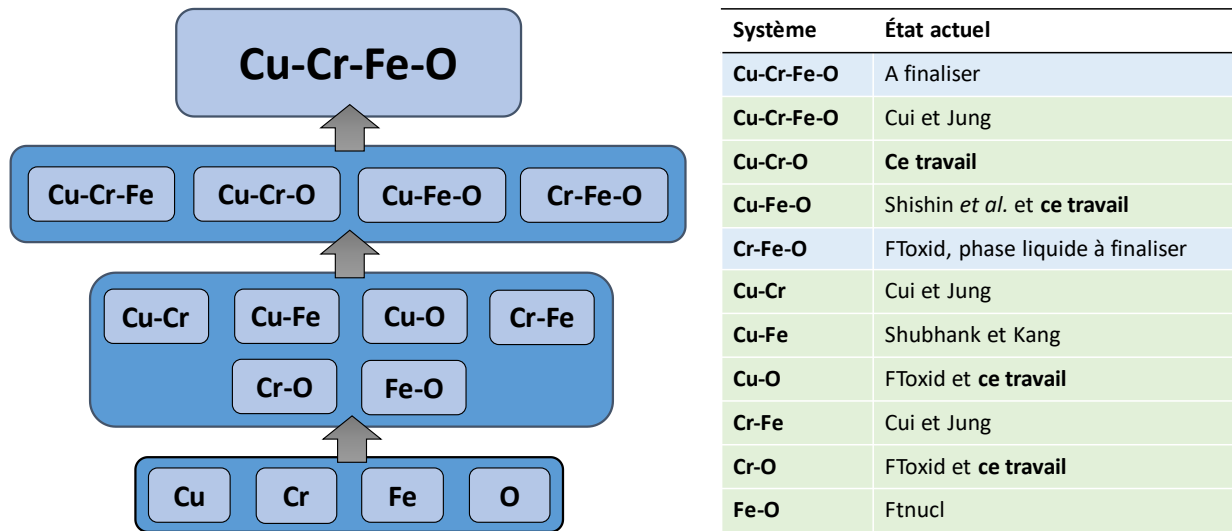 Cu-Cr-Fe-O
Cu-Cr-Fe Cu-Cr-O Cu-Fe-O Cr-Fe-O
Cu-Cr Cu-Fe Cu-O Cr-Fe
Cr-O Fe-O
Cu Cr Fe O
Système État actuel
Cu-Cr-Fe-O A finaliser
Cu-Cr-Fe-O Cui et Jung
Cu-Cr-O Ce travail
Cu-Fe-O Shishin et al. et ce travail
Cr-Fe-O FToxid, phase liquide à finaliser
Cu-Cr Cui et Jung
Cu-Fe Shubhank et Kang
Cu-O FToxid et ce travail
Cr-Fe Cui et Jung
Cr-O FToxid et ce travail
Fe-O Ftnucl